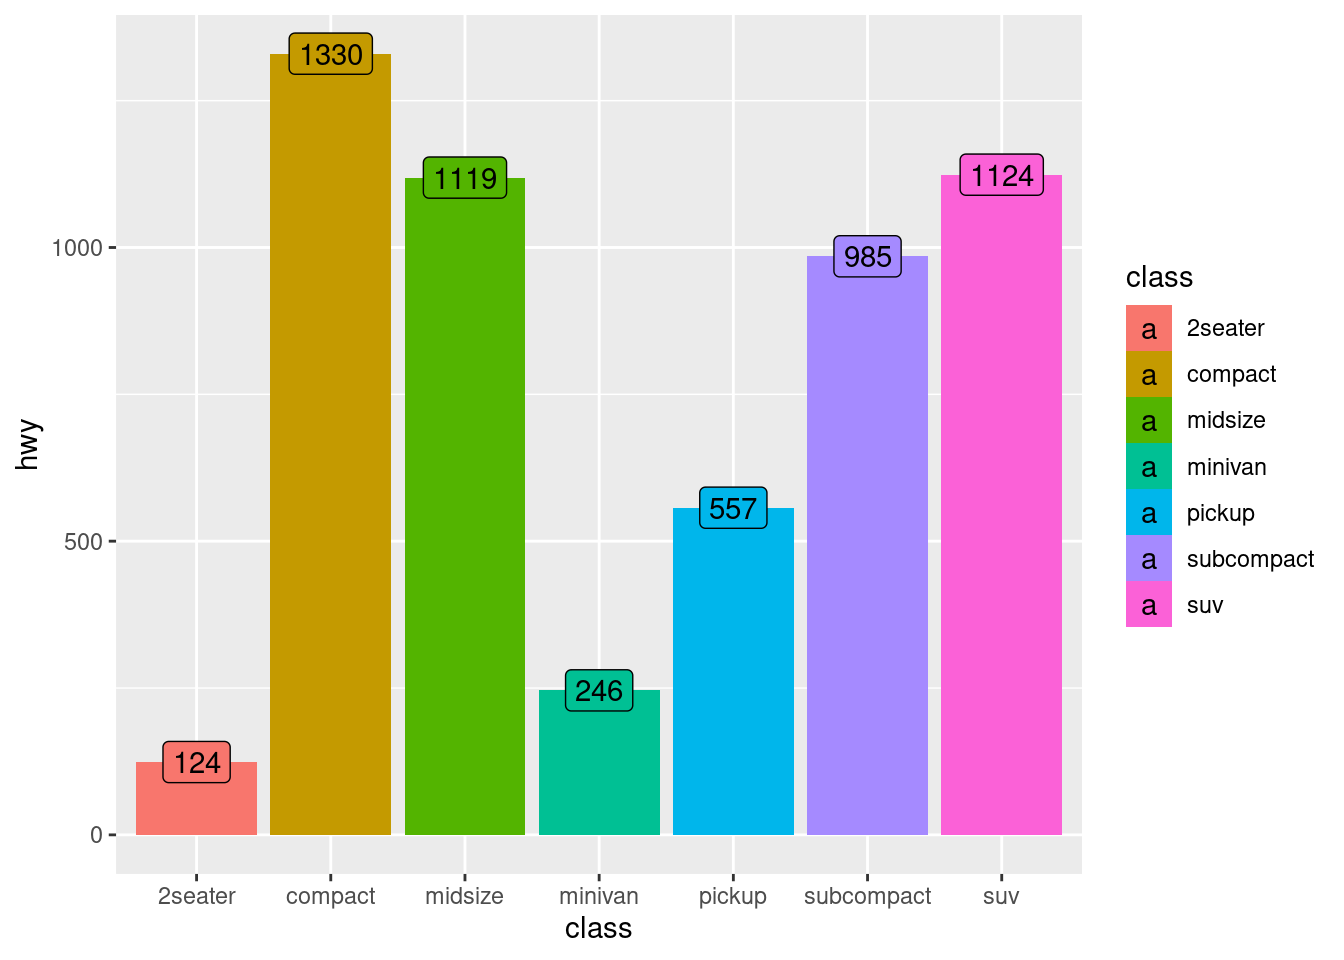 1330
1119
1124
985
557
246
124
1000
500
0
hwy
2seater
compact
midsize
minivan
pickup
subcompact
suv
class
class
a 2seater
a compact
a midsize
a minivan
a pickup
a subcompact
a suv